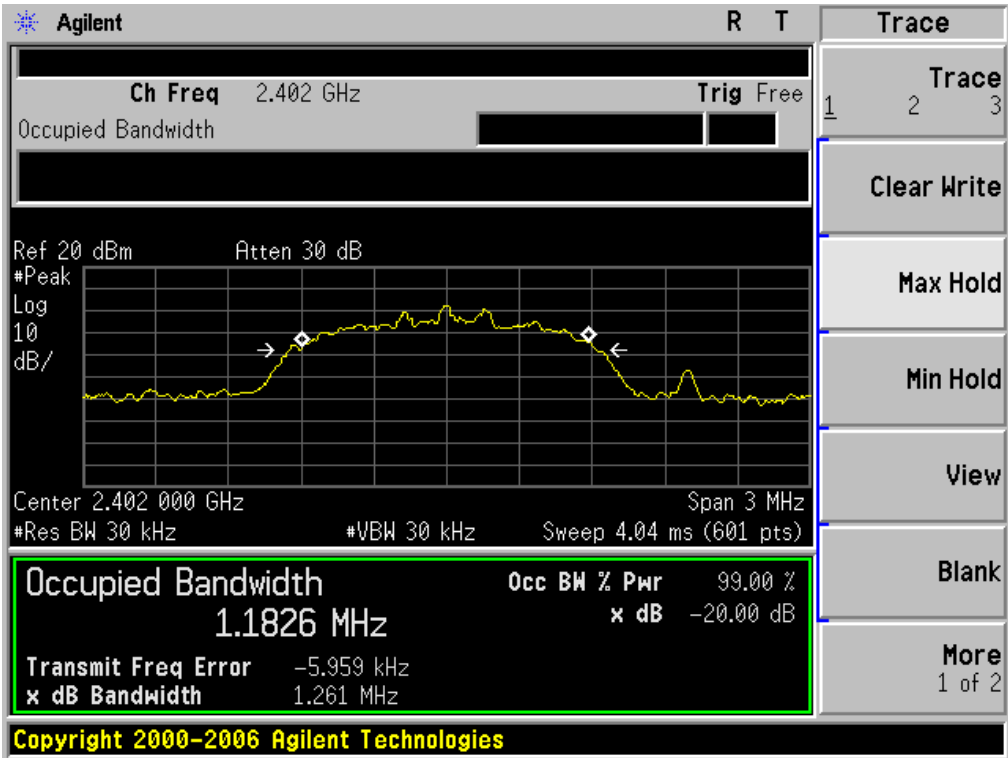 Agilent R T
Ch Freq 2.402 GHz Trig Free
Occupied Bandwidth
Ref 20 dBm Atten 30 dB
#Peak
Log
10
dB/
Center 2.402 000 GHz Span 3 MHz
#Res BW 30 kHz #VBW 30 kHz Sweep 4.04 ms (601 pts)
Occupied Bandwidth
1.1826 MHz
Occ BW % Pwr 99.00 %
x dB -20.00 dB
Transmit Freq Error -5.959 kHz
x dB Bandwidth 1.261 MHz
Copyright 2000-2006 Agilent Technologies
Trace
Trace
1 2 3
Clear Write
Max Hold
Min Hold
View
Blank
More
1 of 2